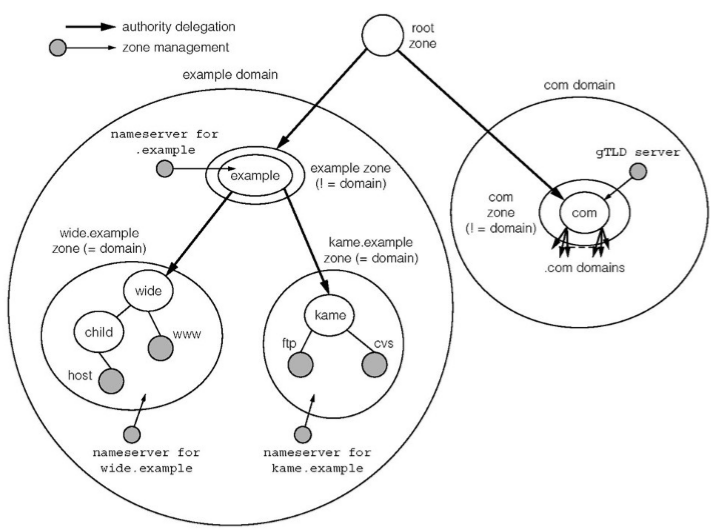 authority delegation
zone management
root
zone
example domain
com domain
nameserver for
.example
example
example zone
(! = domain)
gTLD server
com
zone
(! = domain)
com
.com domains
wide.example
zone (= domain)
kame.example
zone (= domain)
wide
child
www
host
kame
ftp
cvs
nameserver for
wide.example
nameserver for
kame.example